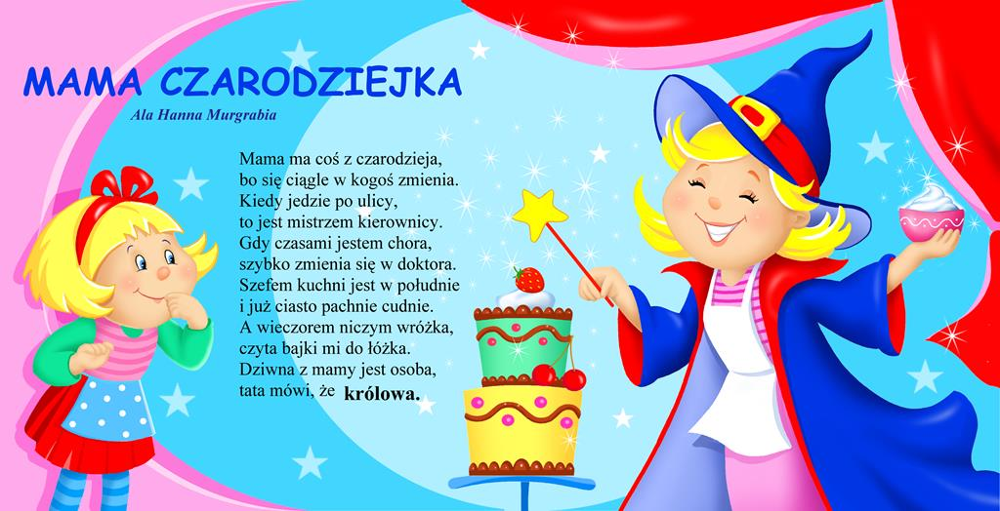 MAMA CZARODZIEJKA
Ala Hanna Murgrabia
Mama ma coś z czarodzieja,
bo się ciągle w kogoś zmienia.
Kiedy jedzie po ulicy,
to jest mistrzem kierownicy.
Gdy czasami jestem chora,
szybko zmienia się w doktora.
Szefem kuchni jest w południe
i już ciasto pachnie cudnie.
A wieczorem niczym wróżka,
czyta bajki mi do łóżka.
Dziwna z mamy jest osoba,
tata mówi, że królowa.